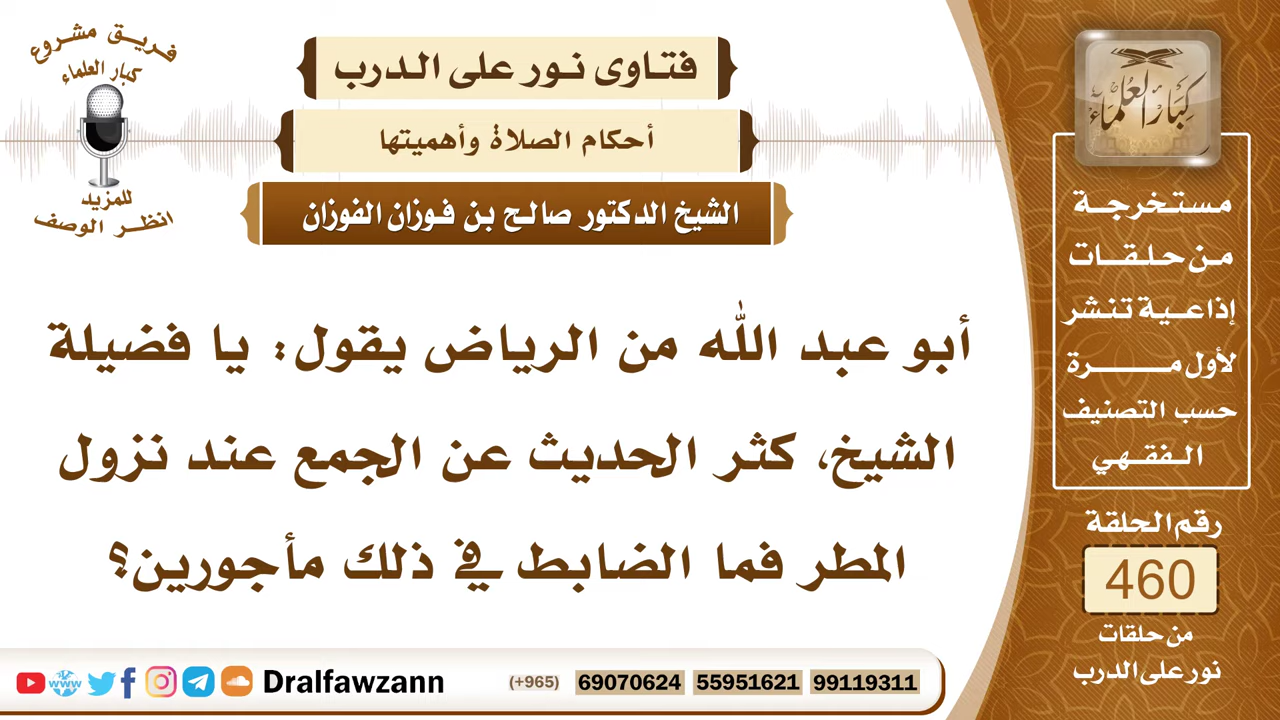 فريق مشروع
كبار العلماء
للمزيد
انظر الوصف
فتاوى نور على الدرب
أحكام الصلاة وأهميتها
الشيخ الدكتور صالح بن فوزان الفوزان
أبو عبد الله من الرياض يقول: يا فضيلة
الشيخ، كثر الحديث عن الجمع عند نزول
المطر فما الضابط في ذلك مأجورين؟
كبار العلماء
مستخرجة
من حلقات
إذاعية تنشر
لأول مرة
حسب التصنيف
الفقهي
رقم الحلقة
460
من حلقات
نور على الدرب
www
Dralfawzann
(+965) 69070624 55951621 99119311